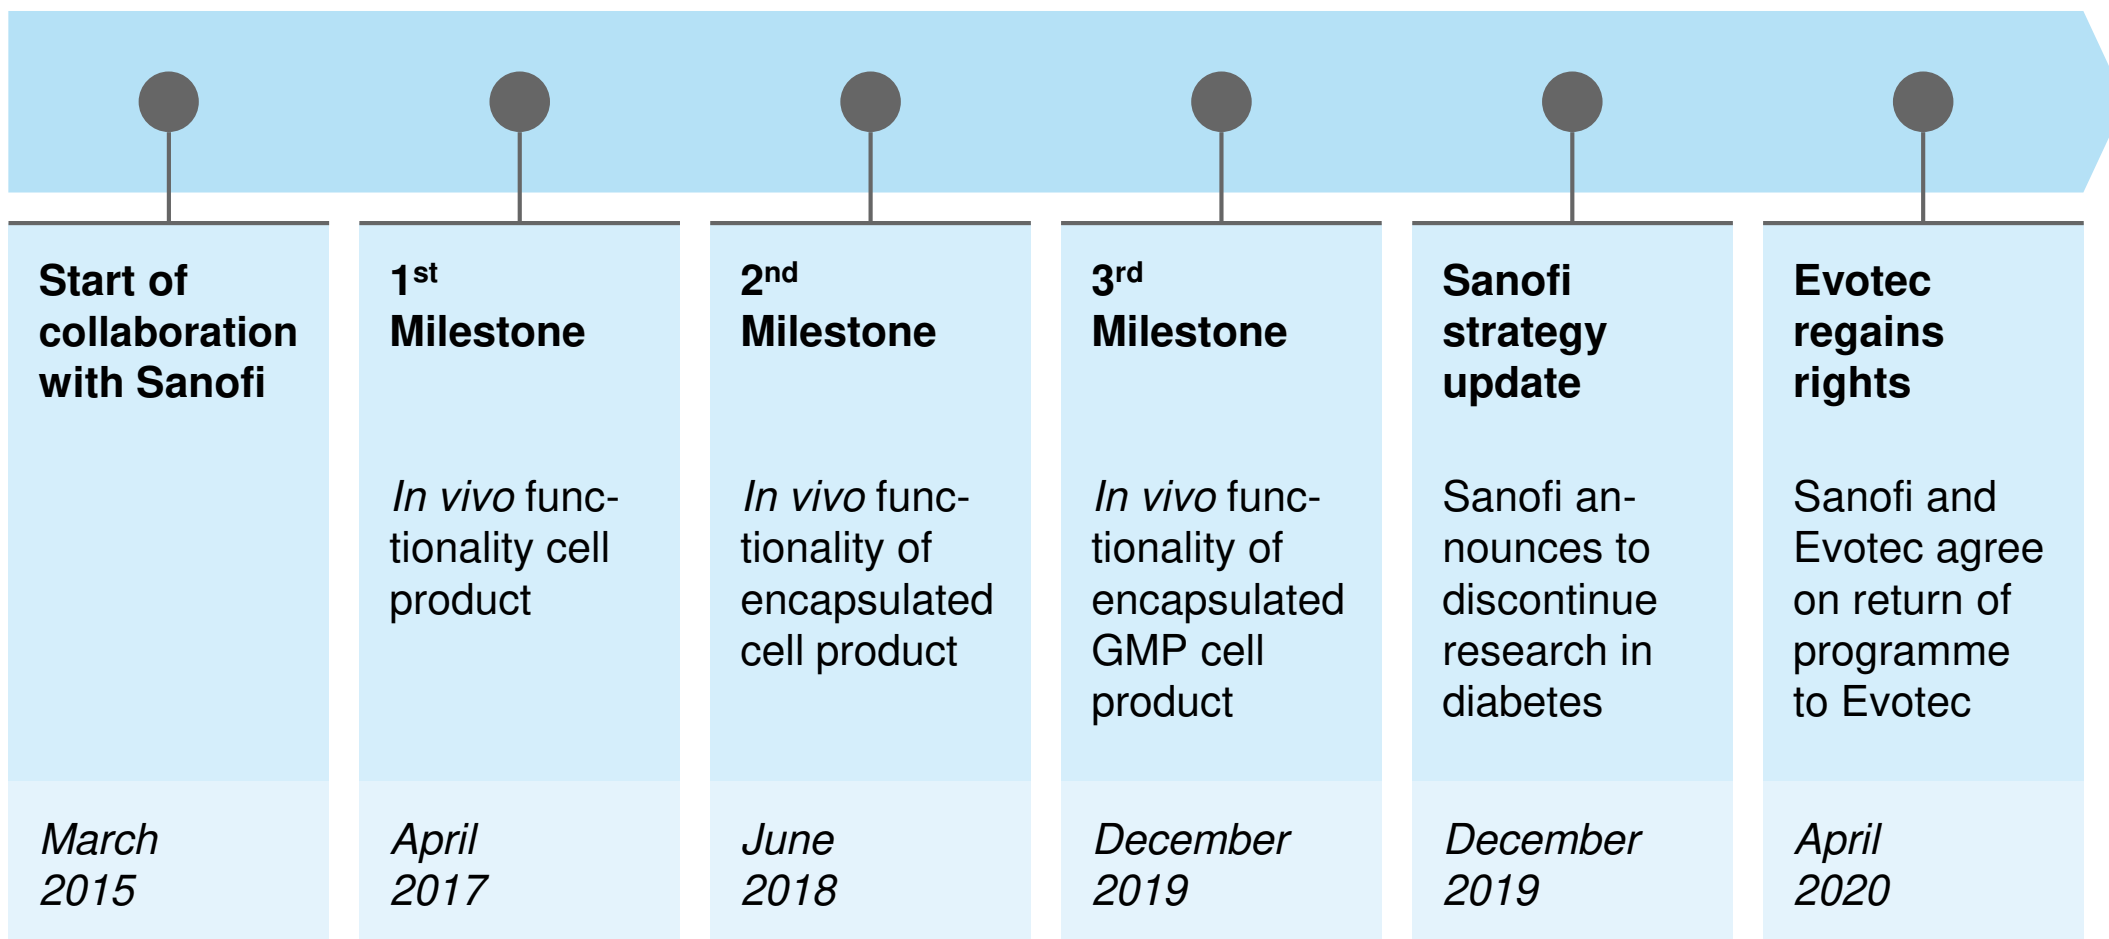 Start of
collaboration
with Sanofi
March
2015
1st
Milestone
In vivo func-
tionality cell
product
April
2017
2nd
Milestone
In vivo func-
tionality of
encapsulated
cell product
June
2018
3rd
Milestone
In vivo func-
tionality of
encapsulated
GMP cell
product
December
2019
Sanofi
strategy
update
Sanofi an-
nounces to
discontinue
research in
diabetes
December
2019
Evotec
regains
rights
Sanofi and
Evotec agree
on return of
programme
to Evotec
April
2020